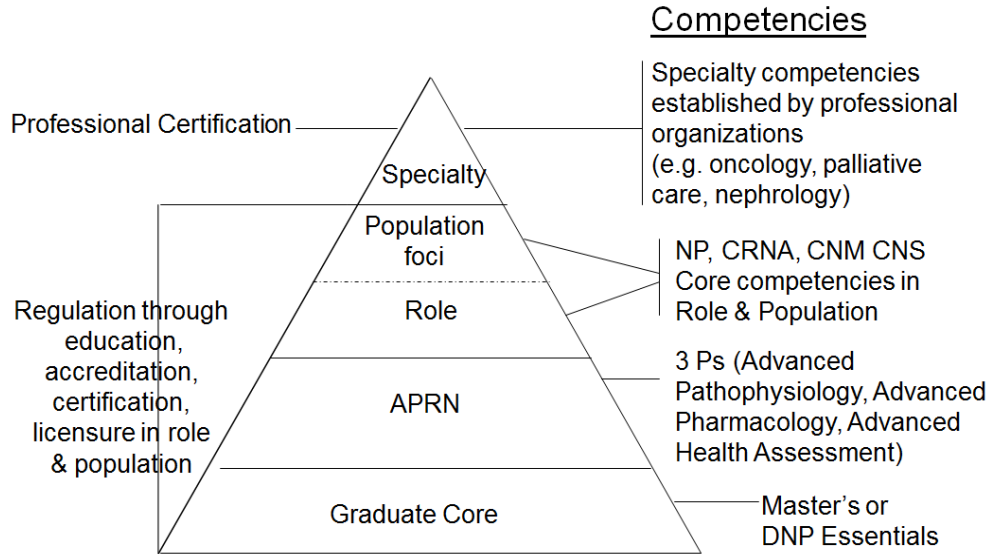 Competencies
Professional Certification
Specialty competencies
established by professional
organizations
(e.g. oncology, palliative
care, nephrology)
Specialty
Population
foci
NP, CRNA, CNM CNS
Core competencies in
Role & Population
Role
Regulation through
education,
accreditation,
certification,
licensure in role
& population
APRN
3 Ps (Advanced
Pathophysiology, Advanced
Pharmacology, Advanced
Health Assessment)
Graduate Core
Master’s or
DNP Essentials